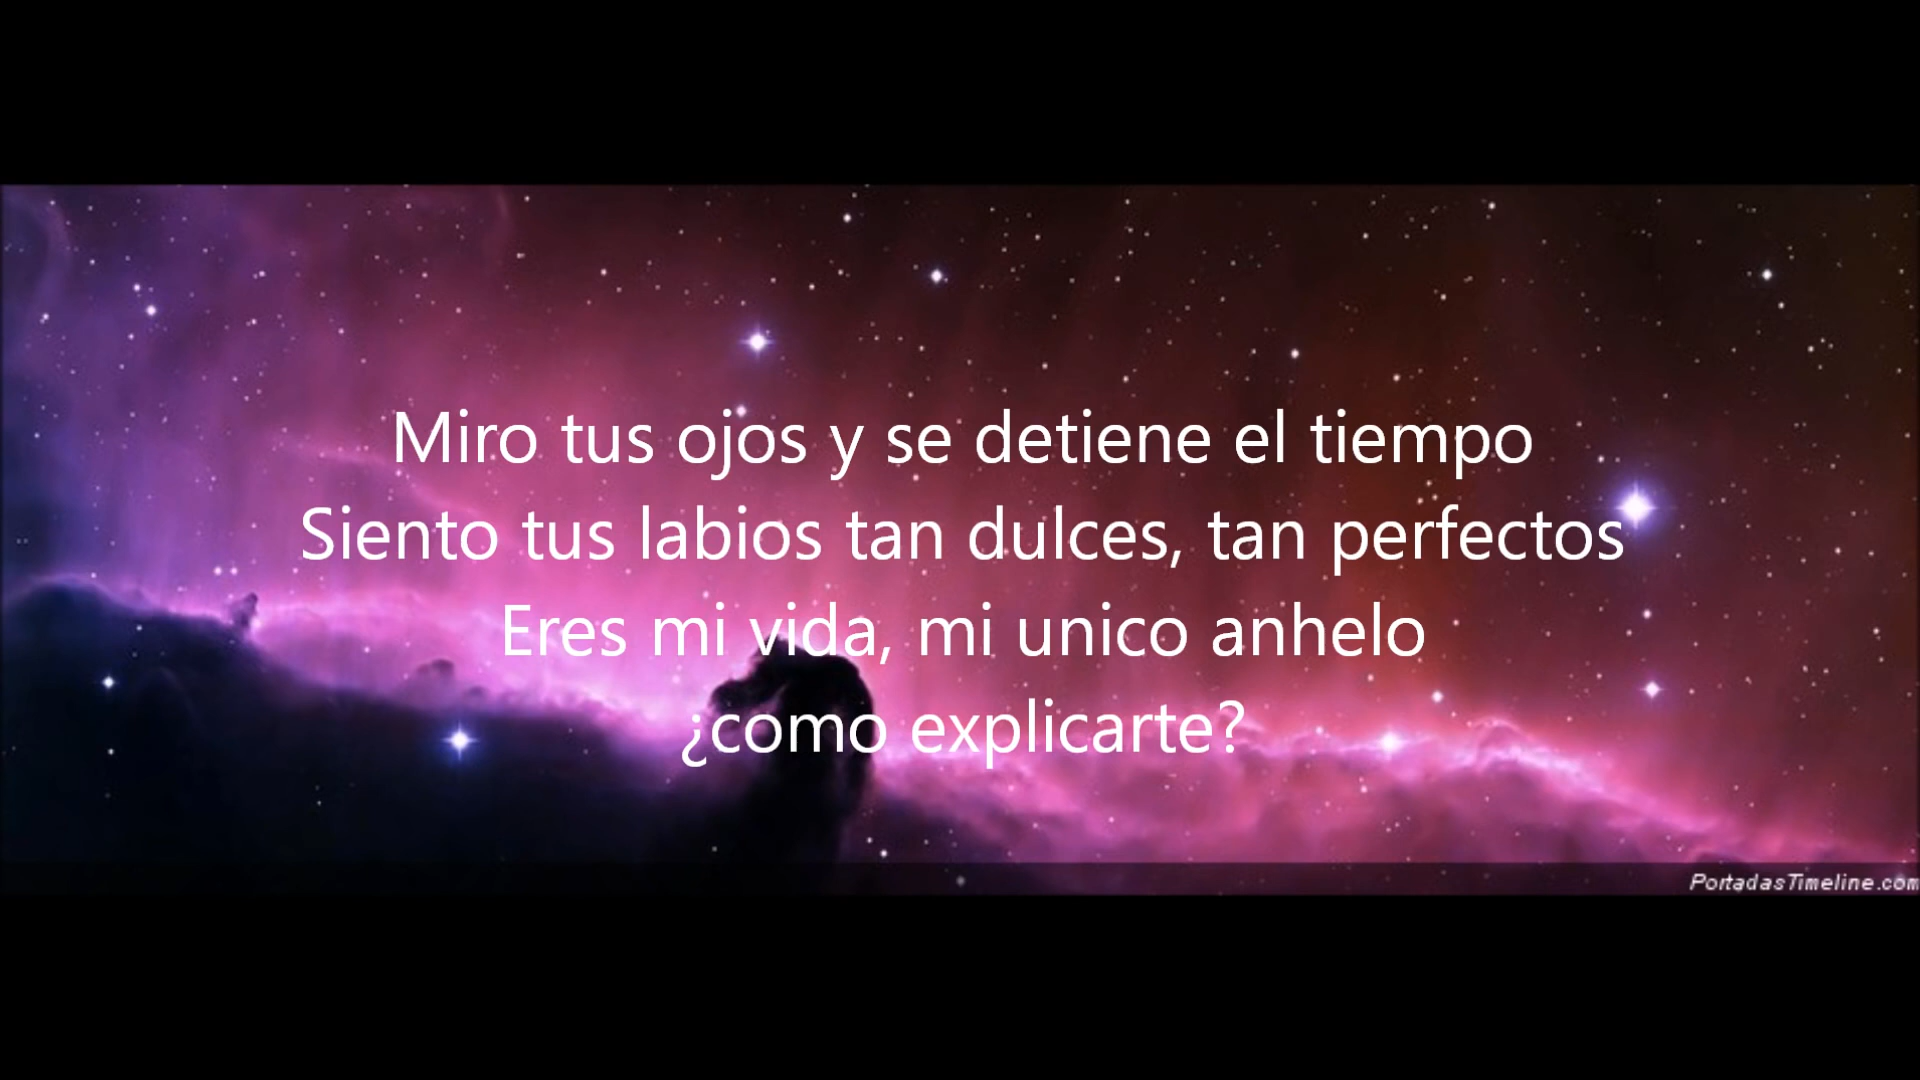 Miro tus ojos y se detiene el tiempo
Siento tus labios tan dulces, tan perfectos
Eres mi vida, mi unico anhelo
¿como explicarte?
PortadasTimeline.com